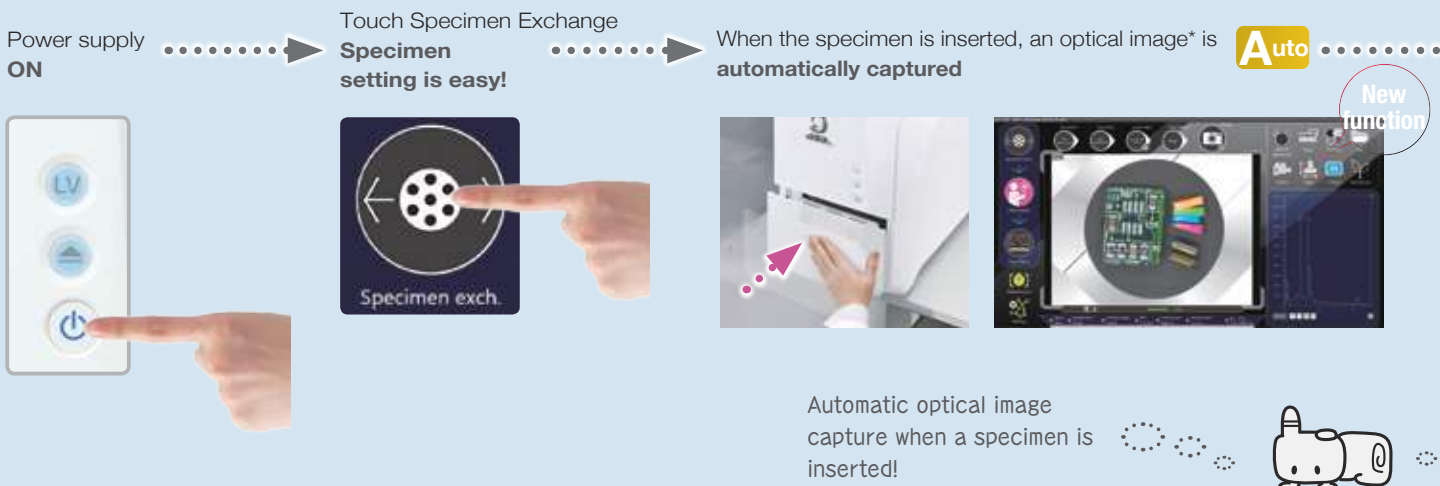 Power supply
ON
Touch Specimen Exchange
Specimen
setting is easy!
When the specimen is inserted, an optical image* is
automatically captured
Auto
New
function
LV
Specimen exch.
Automatic optical image
capture when a specimen is
inserted!